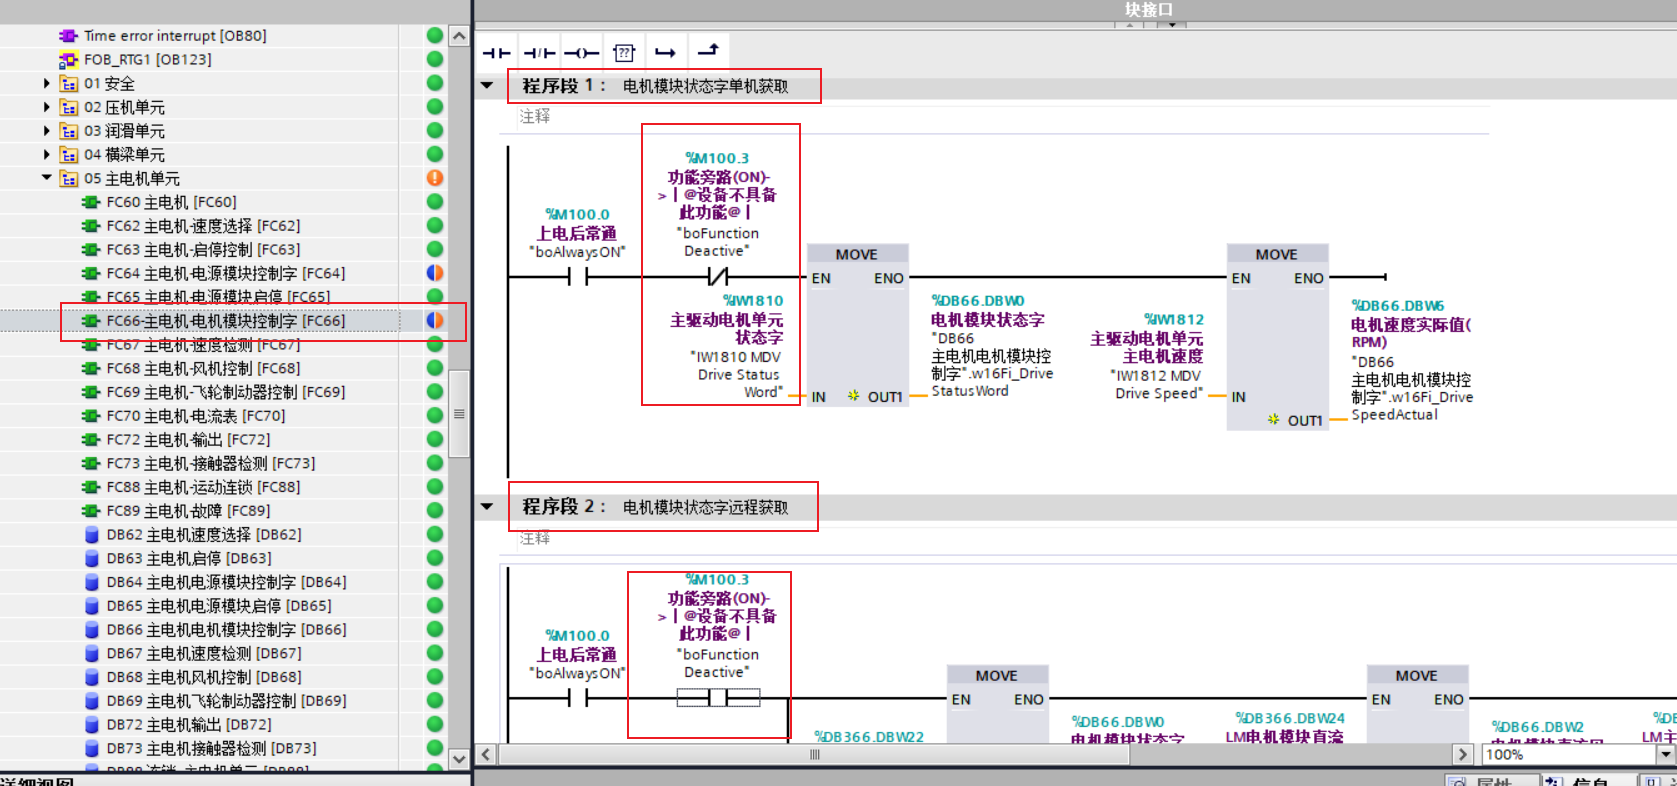 块接口
Time error interrupt [OB80]
FOB_RTG1 [OB123]
01 安全
02 压机单元
03 润滑单元
04 横梁单元
05 主电机单元
FC60 主电机 [FC60]
FC62 主电机-速度选择 [FC62]
FC63 主电机-启停控制 [FC63]
FC64 主电机-电源模块控制字 [FC64]
FC65 主电机-电源模块启停 [FC65]
FC66-主电机-电机模块控制字 [FC66]
FC67 主电机-速度检测 [FC67]
FC68 主电机-风机控制 [FC68]
FC69 主电机-飞轮制动器控制 [FC69]
FC70 主电机-电流表 [FC70]
FC72 主电机-输出 [FC72]
FC73 主电机-接触器检测 [FC73]
FC88 主电机-运动连锁 [FC88]
FC89 主电机-故障 [FC89]
DB62 主电机速度选择 [DB62]
DB63 主电机启停 [DB63]
DB64 主电机电源模块控制字 [DB64]
DB65 主电机电源模块启停 [DB65]
DB66 主电机电机模块控制字 [DB66]
DB67 主电机速度检测 [DB67]
DB68 主电机风机控制 [DB68]
DB69 主电机飞轮制动器控制 [DB69]
DB72 主电机输出 [DB72]
DB73 主电机接触器检测 [DB73]
详细视图
??
程序段 1： 电机模块状态字单机获取
注释
%M100.0
上电后常通
"boAlwaysON"
%M100.3
功能旁路(ON)-
>丨@设备不具备
此功能@丨
"boFunction
Deactive"
%IW1810
主驱动电机单元
状态字
"IW1810 MDV
Drive Status
Word"
MOVE
EN ENO
IN OUT1
%DB66.DBW0
电机模块状态字
"DB66
主电机电机模块控
制字".w16Fi_Drive
StatusWord
%IW1812
主驱动电机单元
主电机速度
"IW1812 MDV
Drive Speed"
MOVE
EN ENO
IN
OUT1
%DB66.DBW6
电机速度实际值(
RPM)
"DB66
主电机电机模块控
制字".w16Fi_Drive
SpeedActual
程序段 2： 电机模块状态字远程获取
注释
%M100.0
上电后常通
"boAlwaysON"
%M100.3
功能旁路(ON)-
>丨@设备不具备
此功能@丨
"boFunction
Deactive"
%DB366.DBW22
MOVE
EN ENO
%DB66.DBW0
电机模块状态字
%DB366.DBW24
LM电机模块直流
MOVE
EN ENO
%DB66.DBW2
%DB
LM主
100%
属性
信息